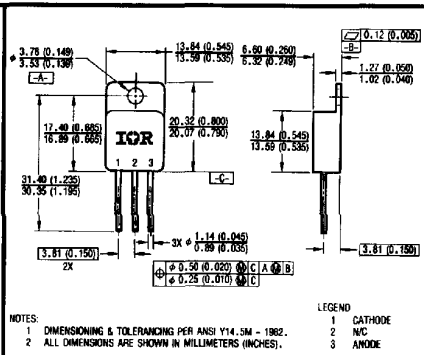 ⌀ 3.78 (0.149)
3.53 (0.139)
-A-
13.84 (0.545)
13.59 (0.535)
6.60 (0.260)
6.32 (0.249)
⏥ 0.12 (0.005)
-B-
1.27 (0.050)
1.02 (0.040)
17.40 (0.685)
16.89 (0.665)
IOR
1 2 3
20.32 (0.800)
20.07 (0.790)
13.84 (0.545)
13.59 (0.535)
-C-
31.40 (1.235)
30.35 (1.195)
3X ⌀ 1.14 (0.045)
0.89 (0.035)
3.81 (0.150)
2X
3.81 (0.150)
⌖ ⌀ 0.50 (0.020) Ⓜ C A Ⓜ B
⌀ 0.25 (0.010) Ⓜ C
NOTES:
1 DIMENSIONING & TOLERANCING PER ANSI Y14.5M - 1982.
2 ALL DIMENSIONS ARE SHOWN IN MILLIMETERS (INCHES).
LEGEND
1 CATHODE
2 N/C
3 ANODE